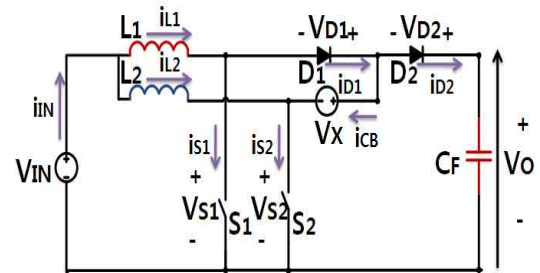 L1 iL1 -VD1+ -VD2+
L2 iL2 D1 iD1 D2 iD2
iIN - + VX iCB
iS1 iS2
VIN + - + VS1 - S1 + VS2 - S2 CF + VO -